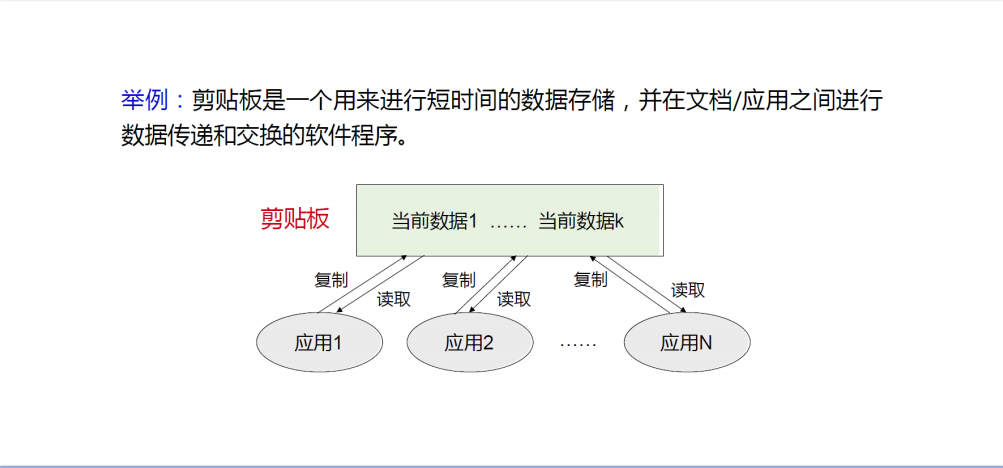 举例：剪贴板是一个用来进行短时间的数据存储，并在文档/应用之间进行
数据传递和交换的软件程序。
剪贴板
当前数据1 …… 当前数据k
复制
读取
复制
读取
复制
读取
应用1
应用2
……
应用N